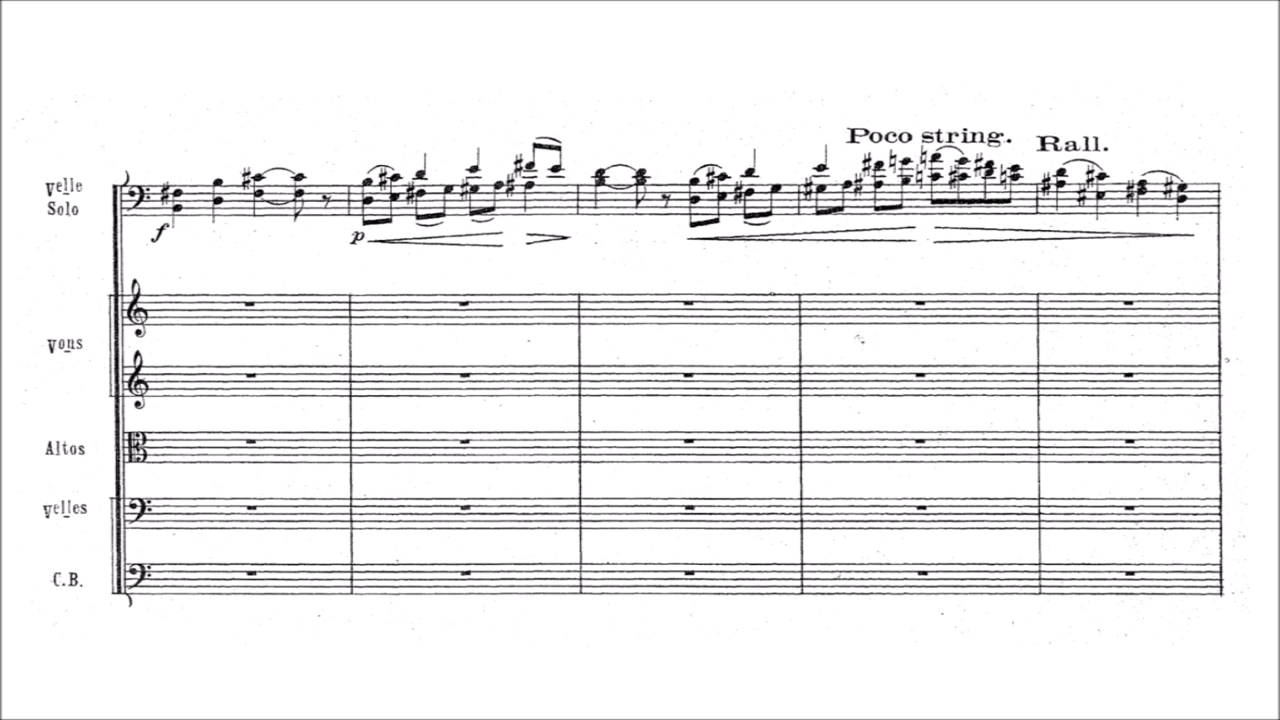 Poco string. Rall.
Velle
Solo
f p
Vons
Altos
Velles
C.B.